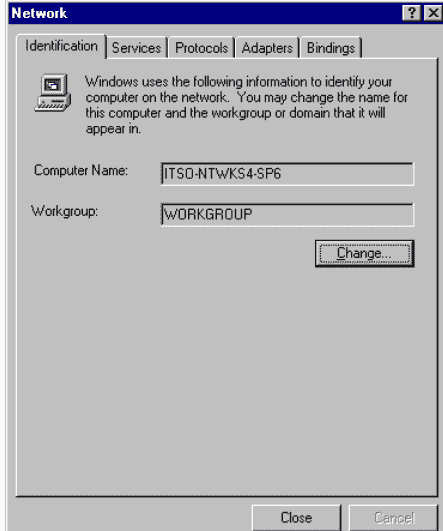 Network
Identification Services Protocols Adapters Bindings
Windows uses the following information to identify your
computer on the network. You may change the name for
this computer and the workgroup or domain that it will
appear in.
Computer Name: ITSO-NTWKS4-SP6
Workgroup: WORKGROUP
Change...
Close Cancel